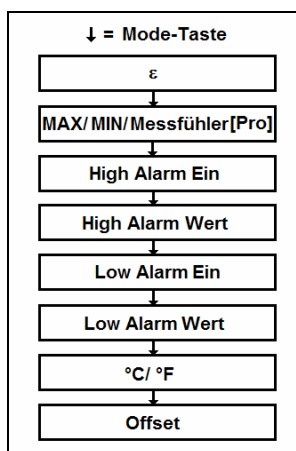 ↓ = Mode-Taste
ε
MAX/ MIN/ Messfühler[Pro]
High Alarm Ein
High Alarm Wert
Low Alarm Ein
Low Alarm Wert
°C/ °F
Offset